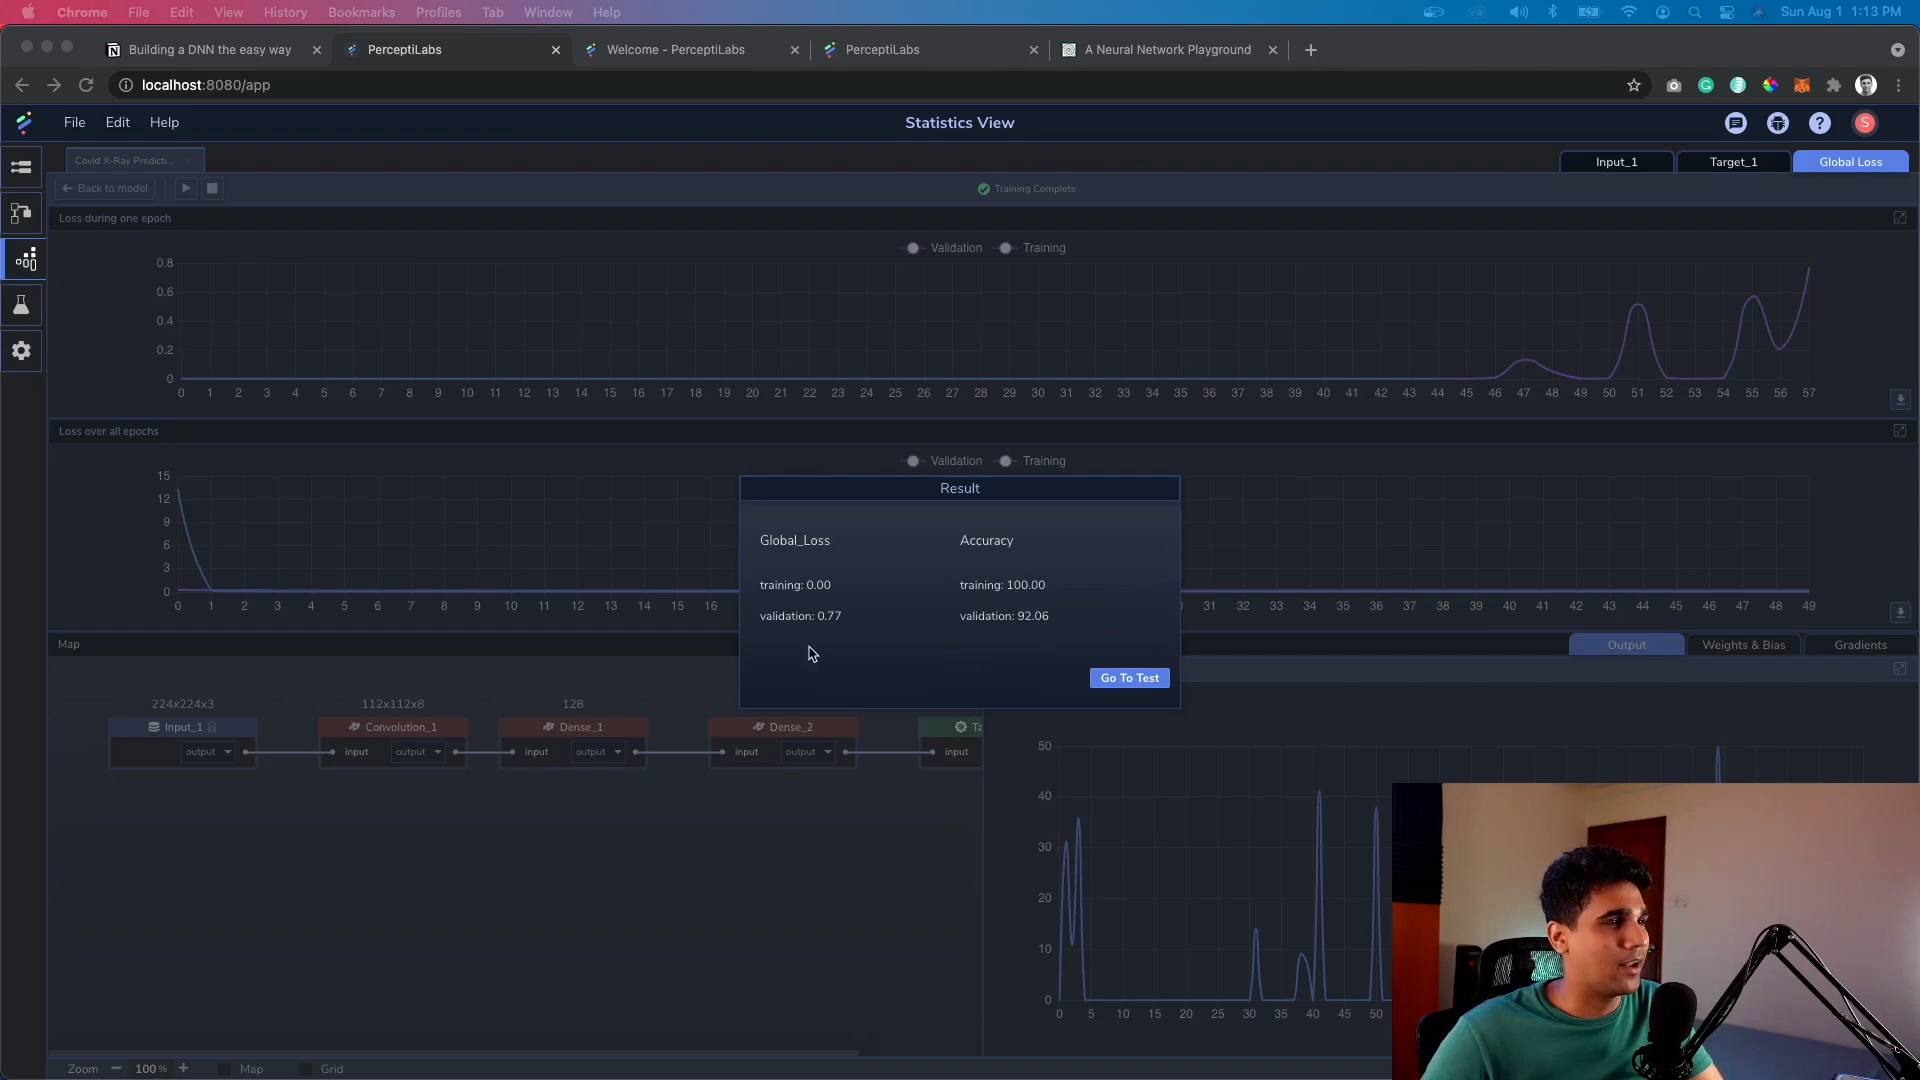 Chrome File Edit View History Bookmarks Profiles Tab Window Help Sun Aug 1 1:13 PM
Building a DNN the easy way PerceptiLabs Welcome - PerceptiLabs PerceptiLabs A Neural Network Playground
localhost:8080/app
File Edit Help Statistics View S
Covid X-Ray Predicti... Input_1 Target_1 Global Loss
Back to model Training Complete
Loss during one epoch
Validation Training
0.8
0.6
0.4
0.2
0
0 1 2 3 4 5 6 7 8 9 10 11 12 13 14 15 16 17 18 19 20 21 22 23 24 25 26 27 28 29 30 31 32 33 34 35 36 37 38 39 40 41 42 43 44 45 46 47 48 49 50 51 52 53 54 55 56 57
Loss over all epochs
Validation Training
15
12
9
6
3
0
0 1 2 3 4 5 6 7 8 9 10 11 12 13 14 15 16 31 32 33 34 35 36 37 38 39 40 41 42 43 44 45 46 47 48 49
Result
Global_Loss Accuracy
training: 0.00 training: 100.00
validation: 0.77 validation: 92.06
Go To Test
Map Output Weights & Bias Gradients
224x224x3 112x112x8 128
Input_1 Convolution_1 Dense_1 Dense_2
output input output input output input output input
50
40
30
20
10
0
0 5 10 15 20 25 30 35 40 45 50
Zoom 100 % Map Grid